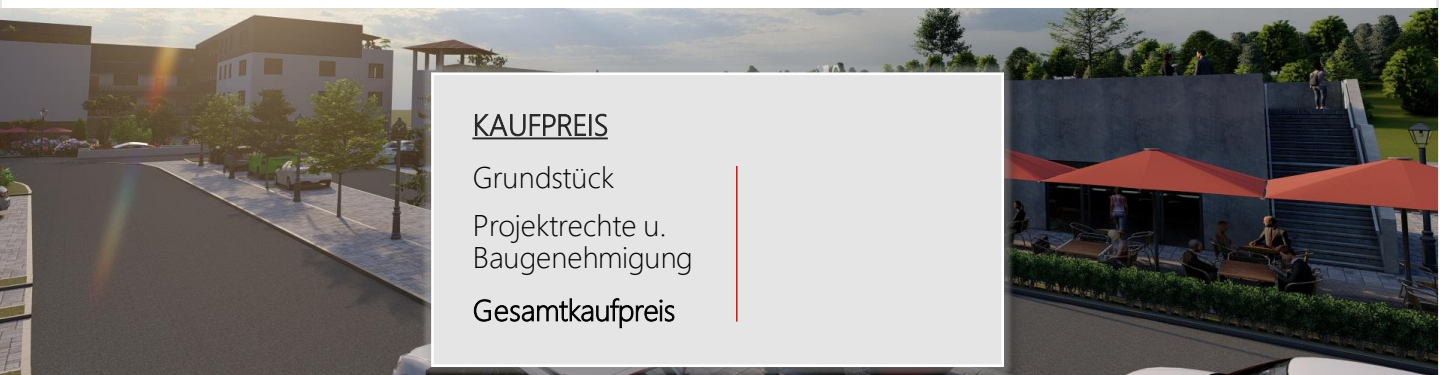 KAUFPREIS
Grundstück
Projektrechte u.
Baugenehmigung
Gesamtkaufpreis